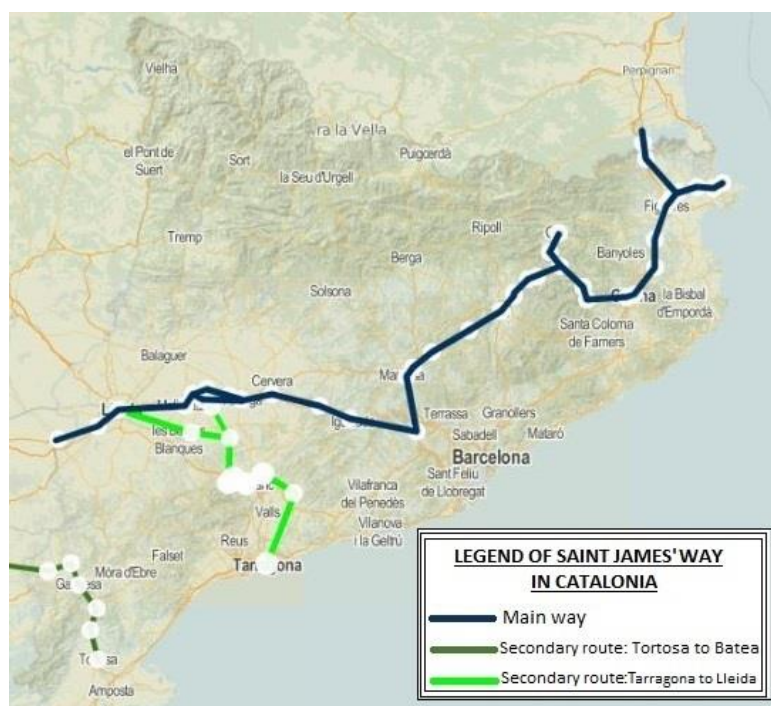 Perpignan
Vielha
ra la Vella
el Pont de
Suert
Sort
Puigcerdà
la Seu d'Urgell
Ripoll
Tremp
Berga
Banyoles
Solsona
la Bisbal
d'Empordà
Santa Coloma
de Farners
Balaguer
Cervera
Terrassa
Granollers
Blanques
Sabadell
Mataró
Barcelona
Sant Feliu
de Llobregat
Vilafranca
del Penedès
Valls
Vilanova
i la Geltrú
Reus
Falset
Móra d'Ebre
Amposta
LEGEND OF SAINT JAMES'WAY
IN CATALONIA
Main way
Secondary route: Tortosa to Batea
Secondary route:Tarragona to Lleida